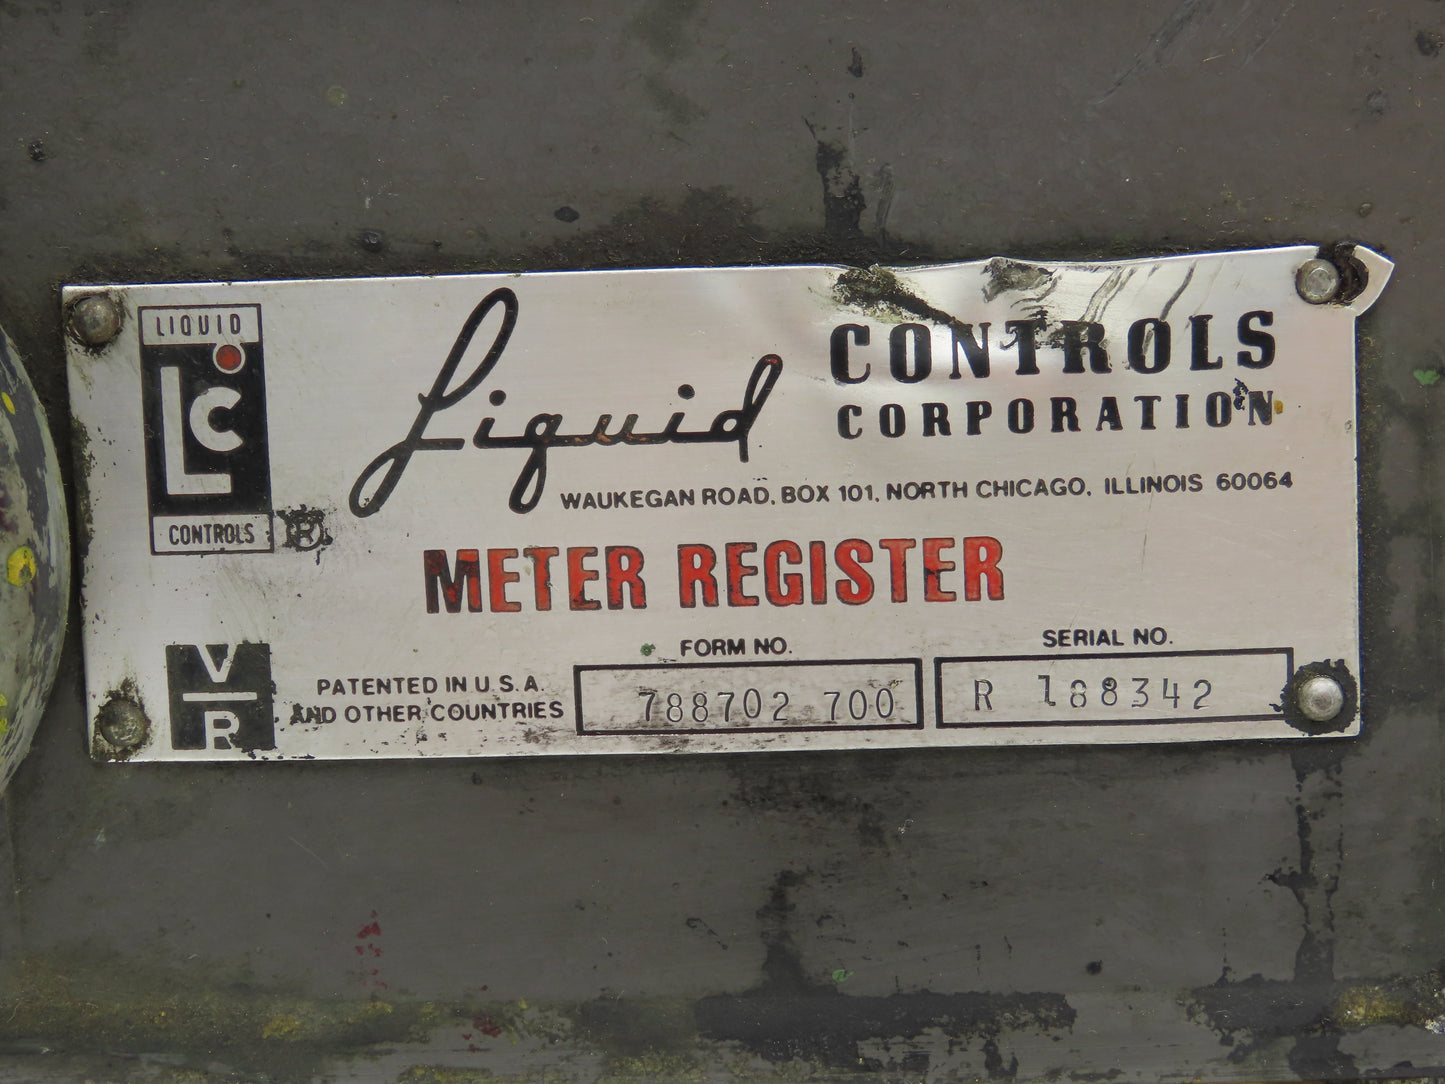 LIQUID
LC
CONTROLS
®
Liquid CONTROLS
CORPORATION
WAUKEGAN ROAD, BOX 101, NORTH CHICAGO, ILLINOIS 60064
METER REGISTER
V
R
PATENTED IN U.S.A.
AND OTHER COUNTRIES
FORM NO.
788702 700
SERIAL NO.
R 188342